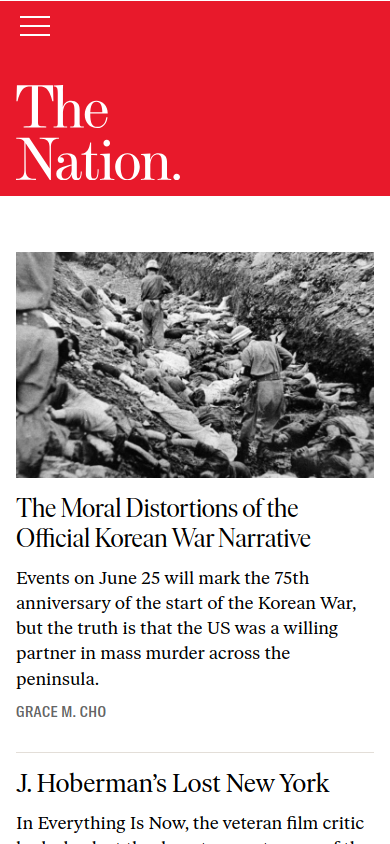 The
Nation.
The Moral Distortions of the
Official Korean War Narrative
Events on June 25 will mark the 75th
anniversary of the start of the Korean War,
but the truth is that the US was a willing
partner in mass murder across the
peninsula.
GRACE M. CHO
J. Hoberman’s Lost New York
In Everything Is Now, the veteran film critic